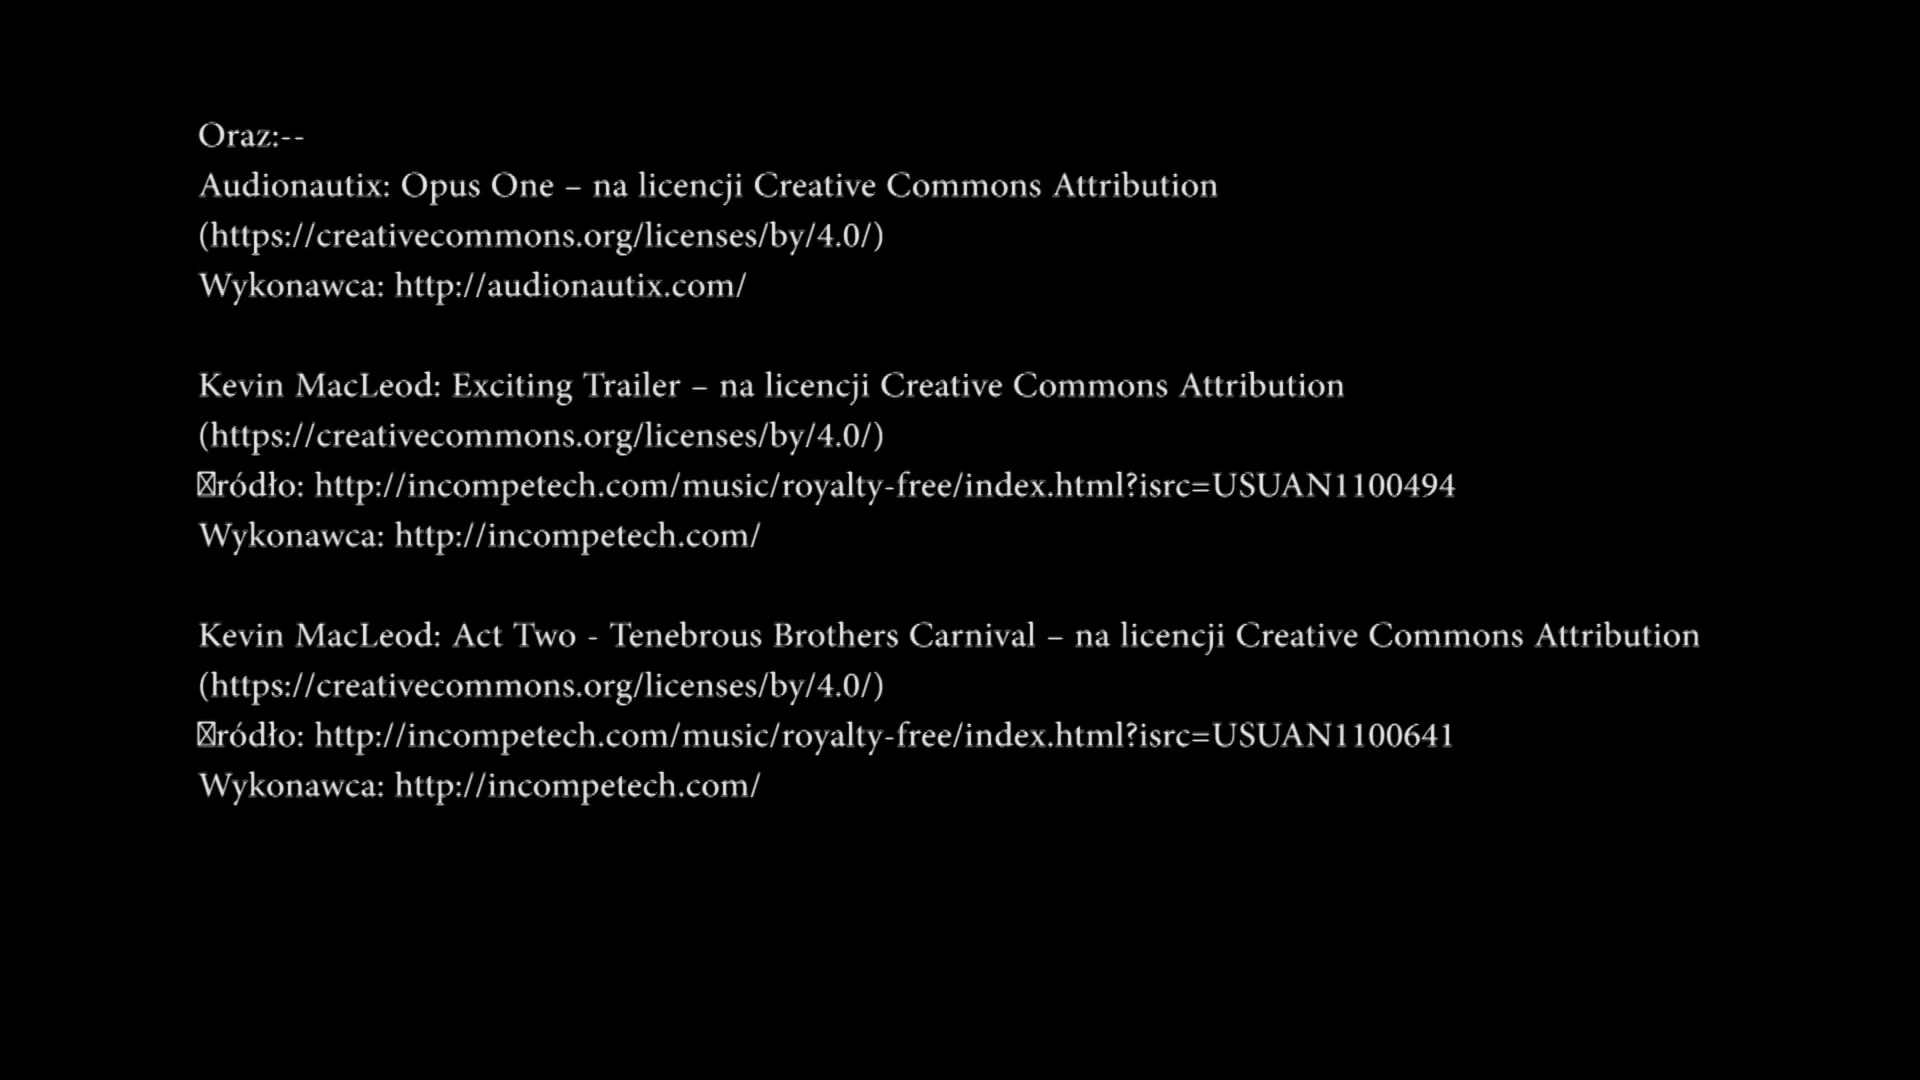 Oraz:--
Audionautix: Opus One – na licencji Creative Commons Attribution
(https://creativecommons.org/licenses/by/4.0/)
Wykonawca: http://audionautix.com/
Kevin MacLeod: Exciting Trailer – na licencji Creative Commons Attribution
(https://creativecommons.org/licenses/by/4.0/)
☒ródło: http://incompetech.com/music/royalty-free/index.html?isrc=USUAN1100494
Wykonawca: http://incompetech.com/
Kevin MacLeod: Act Two - Tenebrous Brothers Carnival – na licencji Creative Commons Attribution
(https://creativecommons.org/licenses/by/4.0/)
☒ródło: http://incompetech.com/music/royalty-free/index.html?isrc=USUAN1100641
Wykonawca: http://incompetech.com/